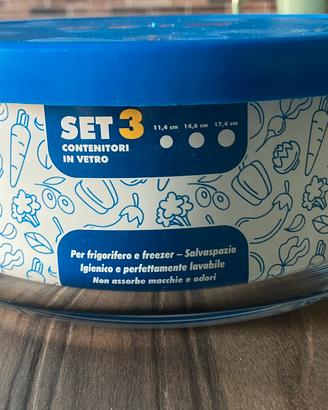 SET 3
11,4 cm 14,6 cm 17,4 cm
CONTENITORI
IN VETRO
Per frigorifero e freezer – Salvaspazio
Igienico e perfettamente lavabile
Non assorbe macchie e odori